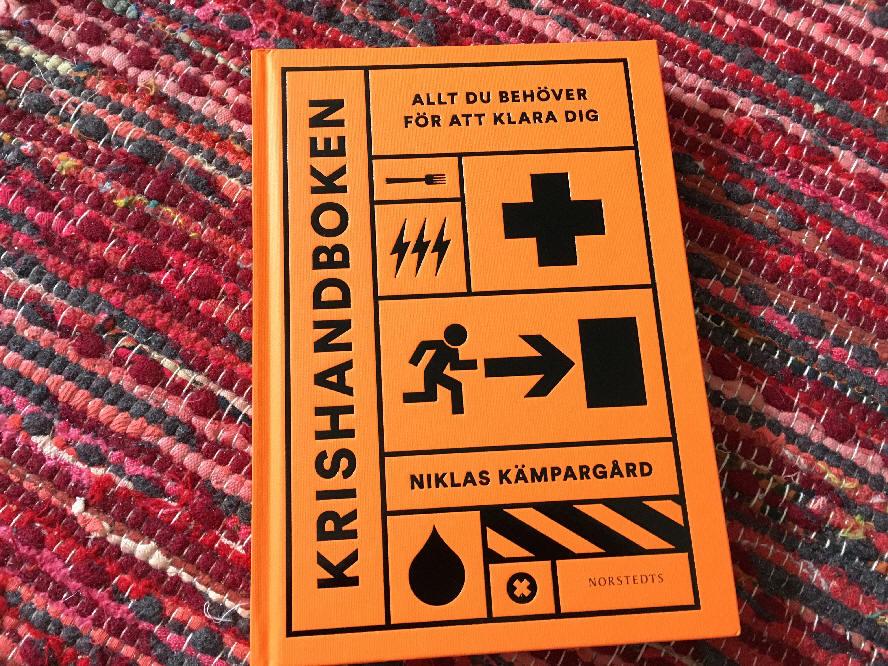 KRISHANDBOKEN
ALLT DU BEHÖVER
FÖR ATT KLARA DIG
NIKLAS KÄMPARGÅRD
NORSTEDTS